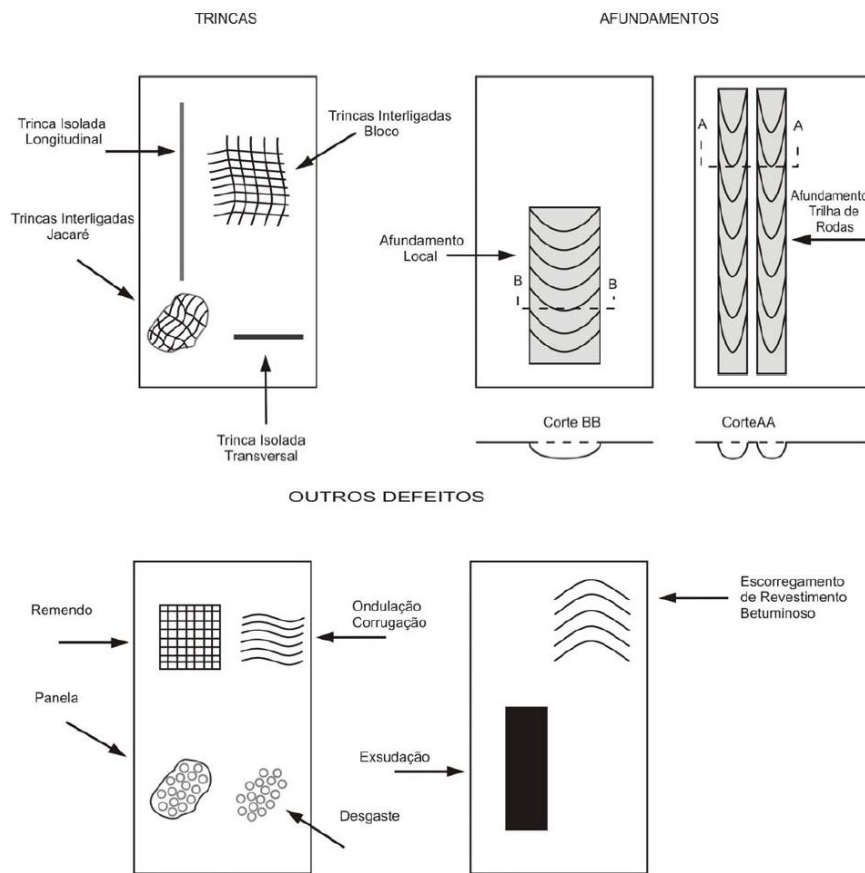 TRINCAS
AFUNDAMENTOS
Trinca Isolada
Longitudinal
Trincas Interligadas
Bloco
Trincas Interligadas
Jacaré
Trinca Isolada
Transversal
Afundamento
Local
B
B
A
A
Afundamento
Trilha de
Rodas
Corte BB
CorteAA
OUTROS DEFEITOS
Remendo
Ondulação
Corrugação
Panela
Desgaste
Escorregamento
de Revestimento
Betuminoso
Exsudação